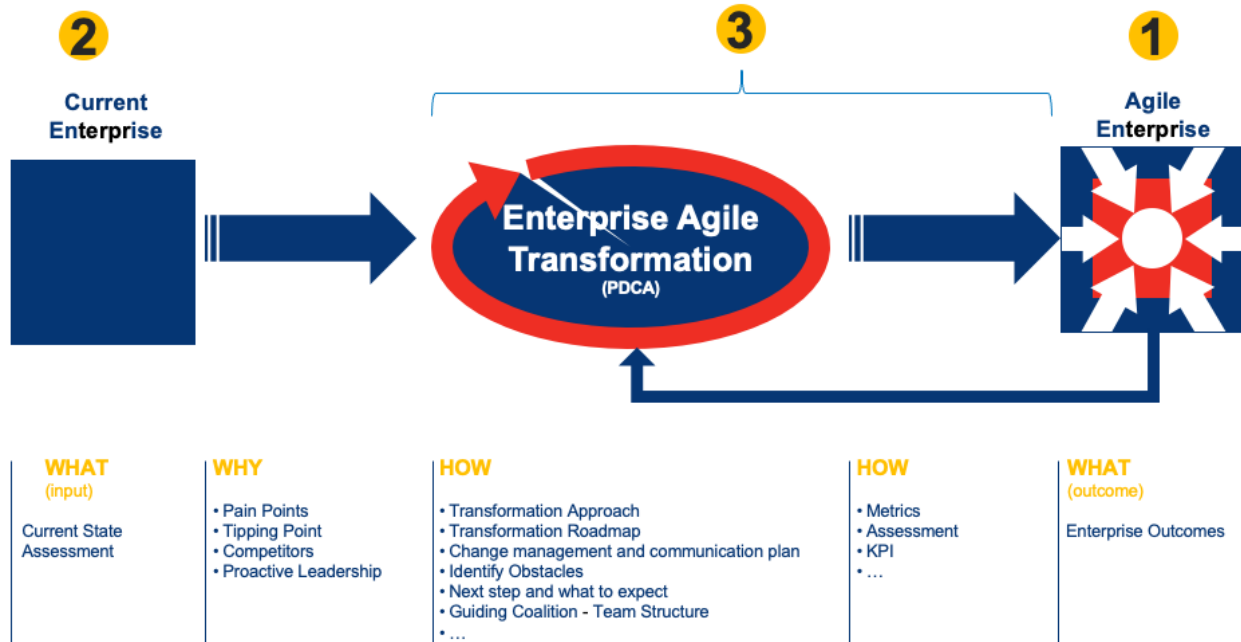 2
3
1
Current
Enterprise
Agile
Enterprise
Enterprise Agile
Transformation
(PDCA)
WHAT
(input)
Current State
Assessment
WHY
• Pain Points
• Tipping Point
• Competitors
• Proactive Leadership
HOW
• Transformation Approach
• Transformation Roadmap
• Change management and communication plan
• Identify Obstacles
• Next step and what to expect
• Guiding Coalition - Team Structure
• ...
HOW
• Metrics
• Assessment
• KPI
• ...
WHAT
(outcome)
Enterprise Outcomes